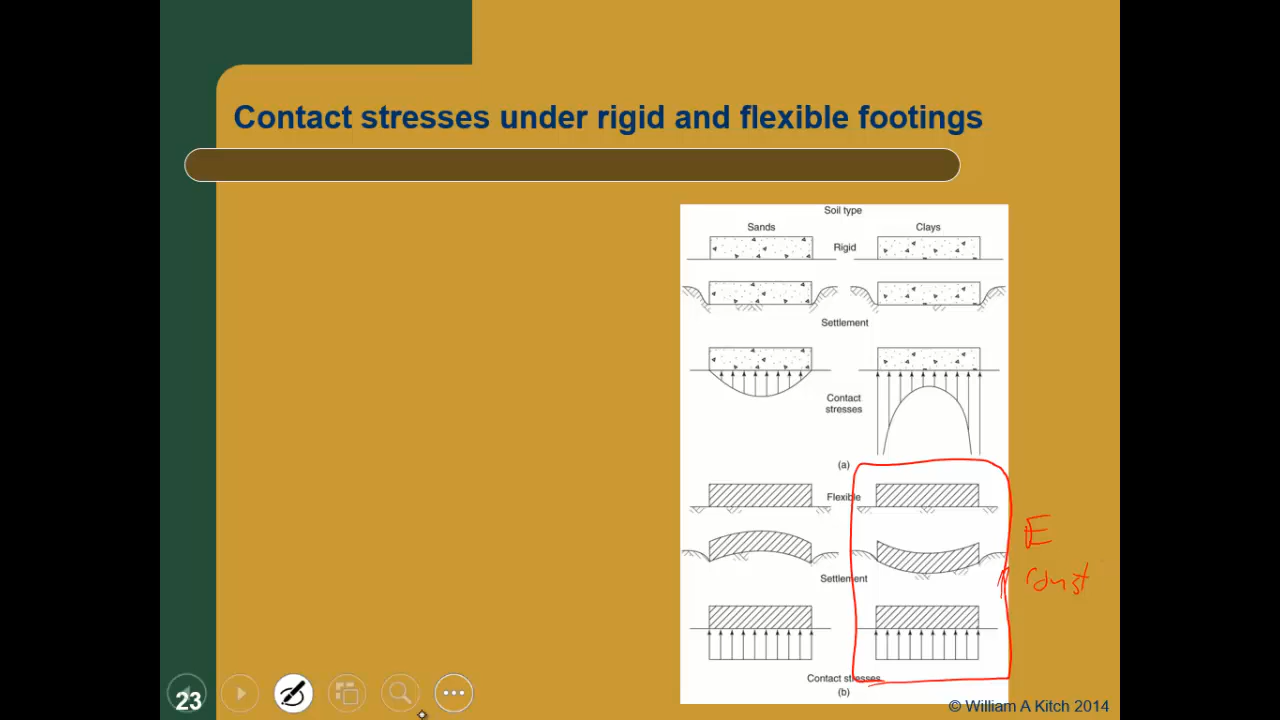 Contact stresses under rigid and flexible footings
Soil type
Sands
Clays
Rigid
Settlement
Contact
stresses
(a)
Flexible
E
Settlement
const
Contact stresses
(b)
23
© William A Kitch 2014